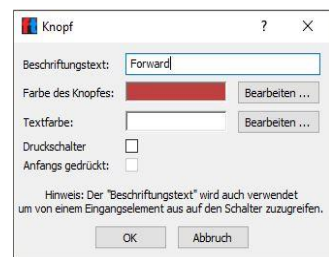 Knopf ?
Beschriftungstext: Forward
Farbe des Knopfes: Bearbeiten ...
Textfarbe: Bearbeiten ...
Druckschalter
Anfangs gedrückt:
Hinweis: Der "Beschriftungstext" wird auch verwendet
um von einem Eingangselement aus auf den Schalter zuzugreifen.
OK Abbruch